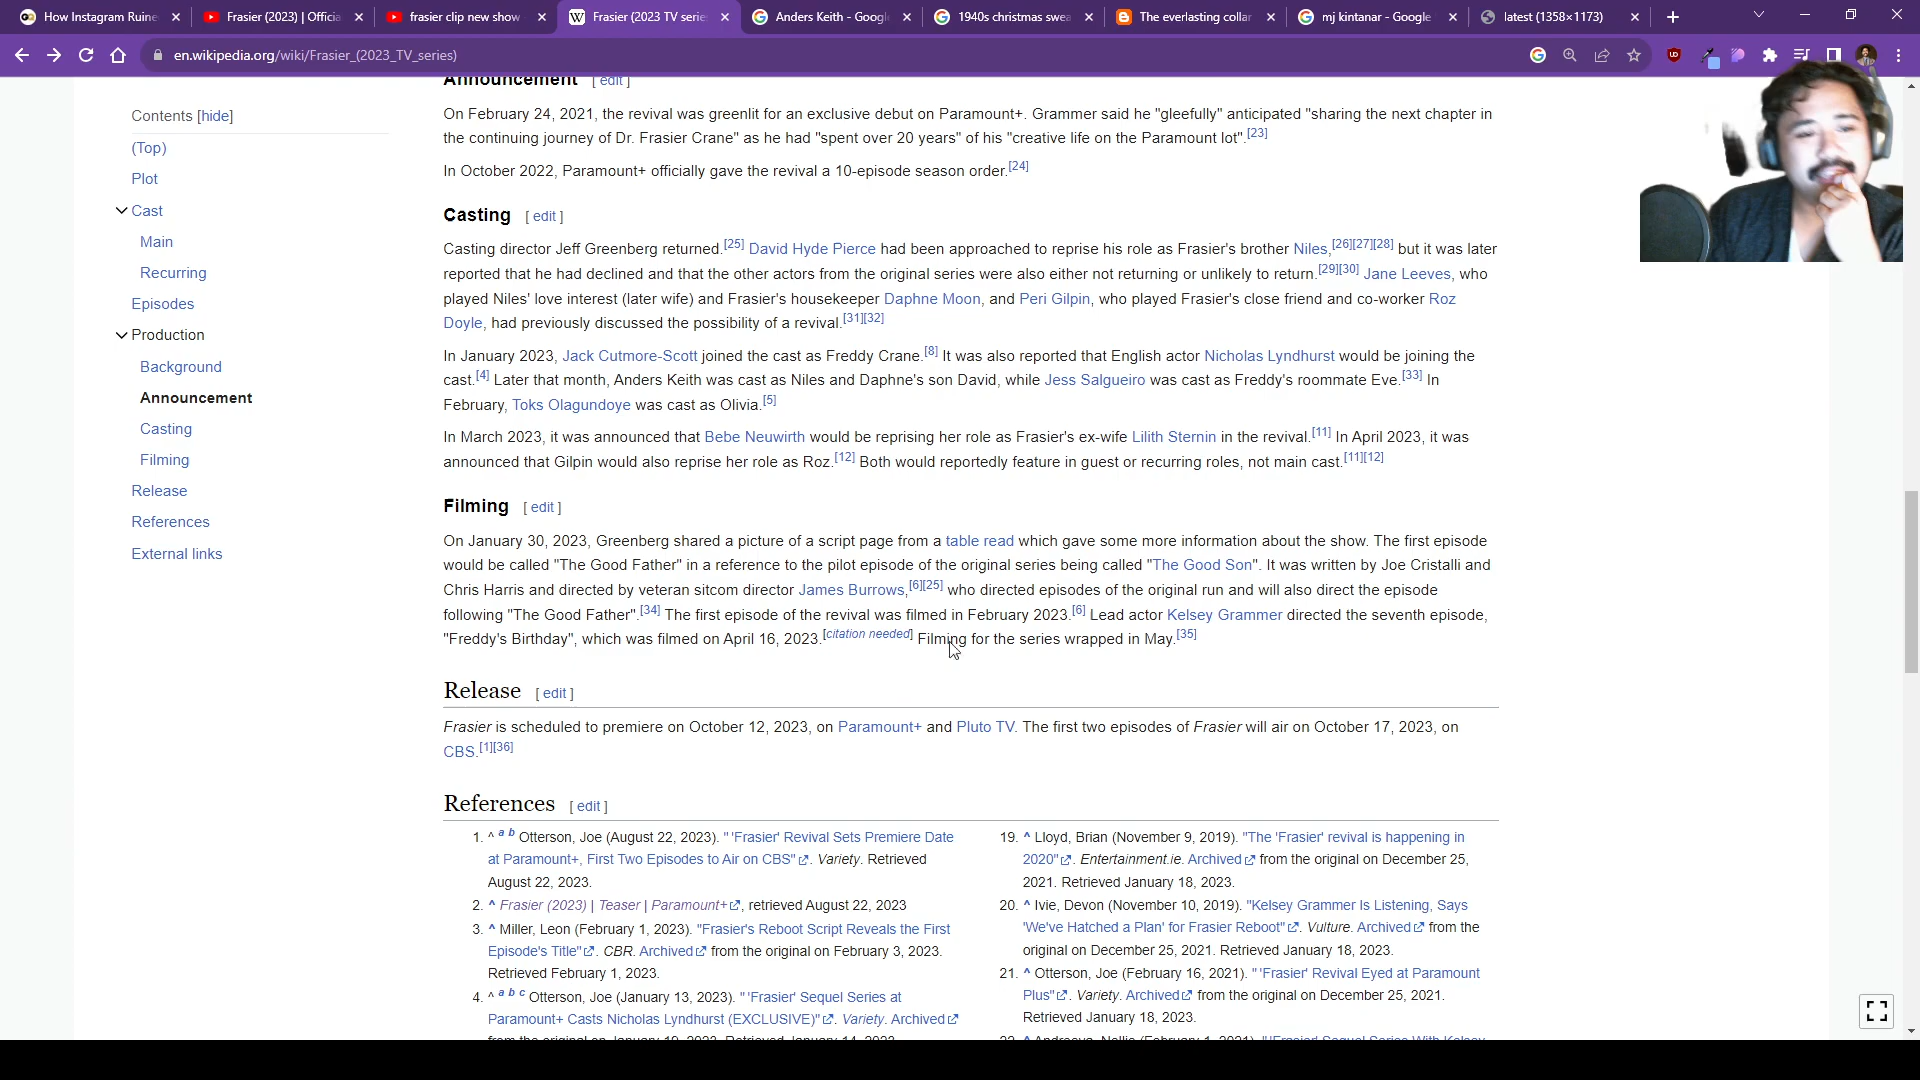 How Instagram Ruine
Frasier (2023) | Officia
frasier clip new show
Frasier (2023 TV serie
Anders Keith - Googl
1940s christmas swea
The everlasting collar
mj kintanar - Google
latest (1358×1173)
en.wikipedia.org/wiki/Frasier_(2023_TV_series)
Contents [hide]
(Top)
Plot
Cast
Main
Recurring
Episodes
Production
Background
Announcement
Casting
Filming
Release
References
External links
Announcement [ edit ]
On February 24, 2021, the revival was greenlit for an exclusive debut on Paramount+. Grammer said he "gleefully" anticipated "sharing the next chapter in
the continuing journey of Dr. Frasier Crane" as he had "spent over 20 years" of his "creative life on the Paramount lot".[23]
In October 2022, Paramount+ officially gave the revival a 10-episode season order.[24]
Casting [ edit ]
Casting director Jeff Greenberg returned.[25] David Hyde Pierce had been approached to reprise his role as Frasier's brother Niles,[26][27][28] but it was later
reported that he had declined and that the other actors from the original series were also either not returning or unlikely to return.[29][30] Jane Leeves, who
played Niles' love interest (later wife) and Frasier's housekeeper Daphne Moon, and Peri Gilpin, who played Frasier's close friend and co-worker Roz
Doyle, had previously discussed the possibility of a revival.[31][32]
In January 2023, Jack Cutmore-Scott joined the cast as Freddy Crane.[8] It was also reported that English actor Nicholas Lyndhurst would be joining the
cast.[4] Later that month, Anders Keith was cast as Niles and Daphne's son David, while Jess Salgueiro was cast as Freddy's roommate Eve.[33] In
February, Toks Olagundoye was cast as Olivia.[5]
In March 2023, it was announced that Bebe Neuwirth would be reprising her role as Frasier's ex-wife Lilith Sternin in the revival.[11] In April 2023, it was
announced that Gilpin would also reprise her role as Roz.[12] Both would reportedly feature in guest or recurring roles, not main cast.[11][12]
Filming [ edit ]
On January 30, 2023, Greenberg shared a picture of a script page from a table read which gave some more information about the show. The first episode
would be called "The Good Father" in a reference to the pilot episode of the original series being called "The Good Son". It was written by Joe Cristalli and
Chris Harris and directed by veteran sitcom director James Burrows,[6][25] who directed episodes of the original run and will also direct the episode
following "The Good Father".[34] The first episode of the revival was filmed in February 2023.[6] Lead actor Kelsey Grammer directed the seventh episode,
"Freddy's Birthday", which was filmed on April 16, 2023.[citation needed] Filming for the series wrapped in May.[35]
Release [ edit ]
Frasier is scheduled to premiere on October 12, 2023, on Paramount+ and Pluto TV. The first two episodes of Frasier will air on October 17, 2023, on
CBS.[1][36]
References [ edit ]
1. ^ a b Otterson, Joe (August 22, 2023). "'Frasier' Revival Sets Premiere Date
at Paramount+, First Two Episodes to Air on CBS". Variety. Retrieved
August 22, 2023.
2. ^ Frasier (2023) | Teaser | Paramount+, retrieved August 22, 2023
3. ^ Miller, Leon (February 1, 2023). "Frasier's Reboot Script Reveals the First
Episode's Title". CBR. Archived from the original on February 3, 2023.
Retrieved February 1, 2023.
4. ^ a b c Otterson, Joe (January 13, 2023). "'Frasier' Sequel Series at
Paramount+ Casts Nicholas Lyndhurst (EXCLUSIVE)". Variety. Archived
from the original on January 19, 2023. Retrieved January 14, 2023.
19. ^ Lloyd, Brian (November 9, 2019). "The 'Frasier' revival is happening in
2020". Entertainment.ie. Archived from the original on December 25,
2021. Retrieved January 18, 2023.
20. ^ Ivie, Devon (November 10, 2019). "Kelsey Grammer Is Listening, Says
'We've Hatched a Plan' for Frasier Reboot". Vulture. Archived from the
original on December 25, 2021. Retrieved January 18, 2023.
21. ^ Otterson, Joe (February 16, 2021). "'Frasier' Revival Eyed at Paramount
Plus". Variety. Archived from the original on December 25, 2021.
Retrieved January 18, 2023.
22. ^ Andreeva, Nellie (February 1, 2021). "'Frasier' Sequel Series With Kelsey